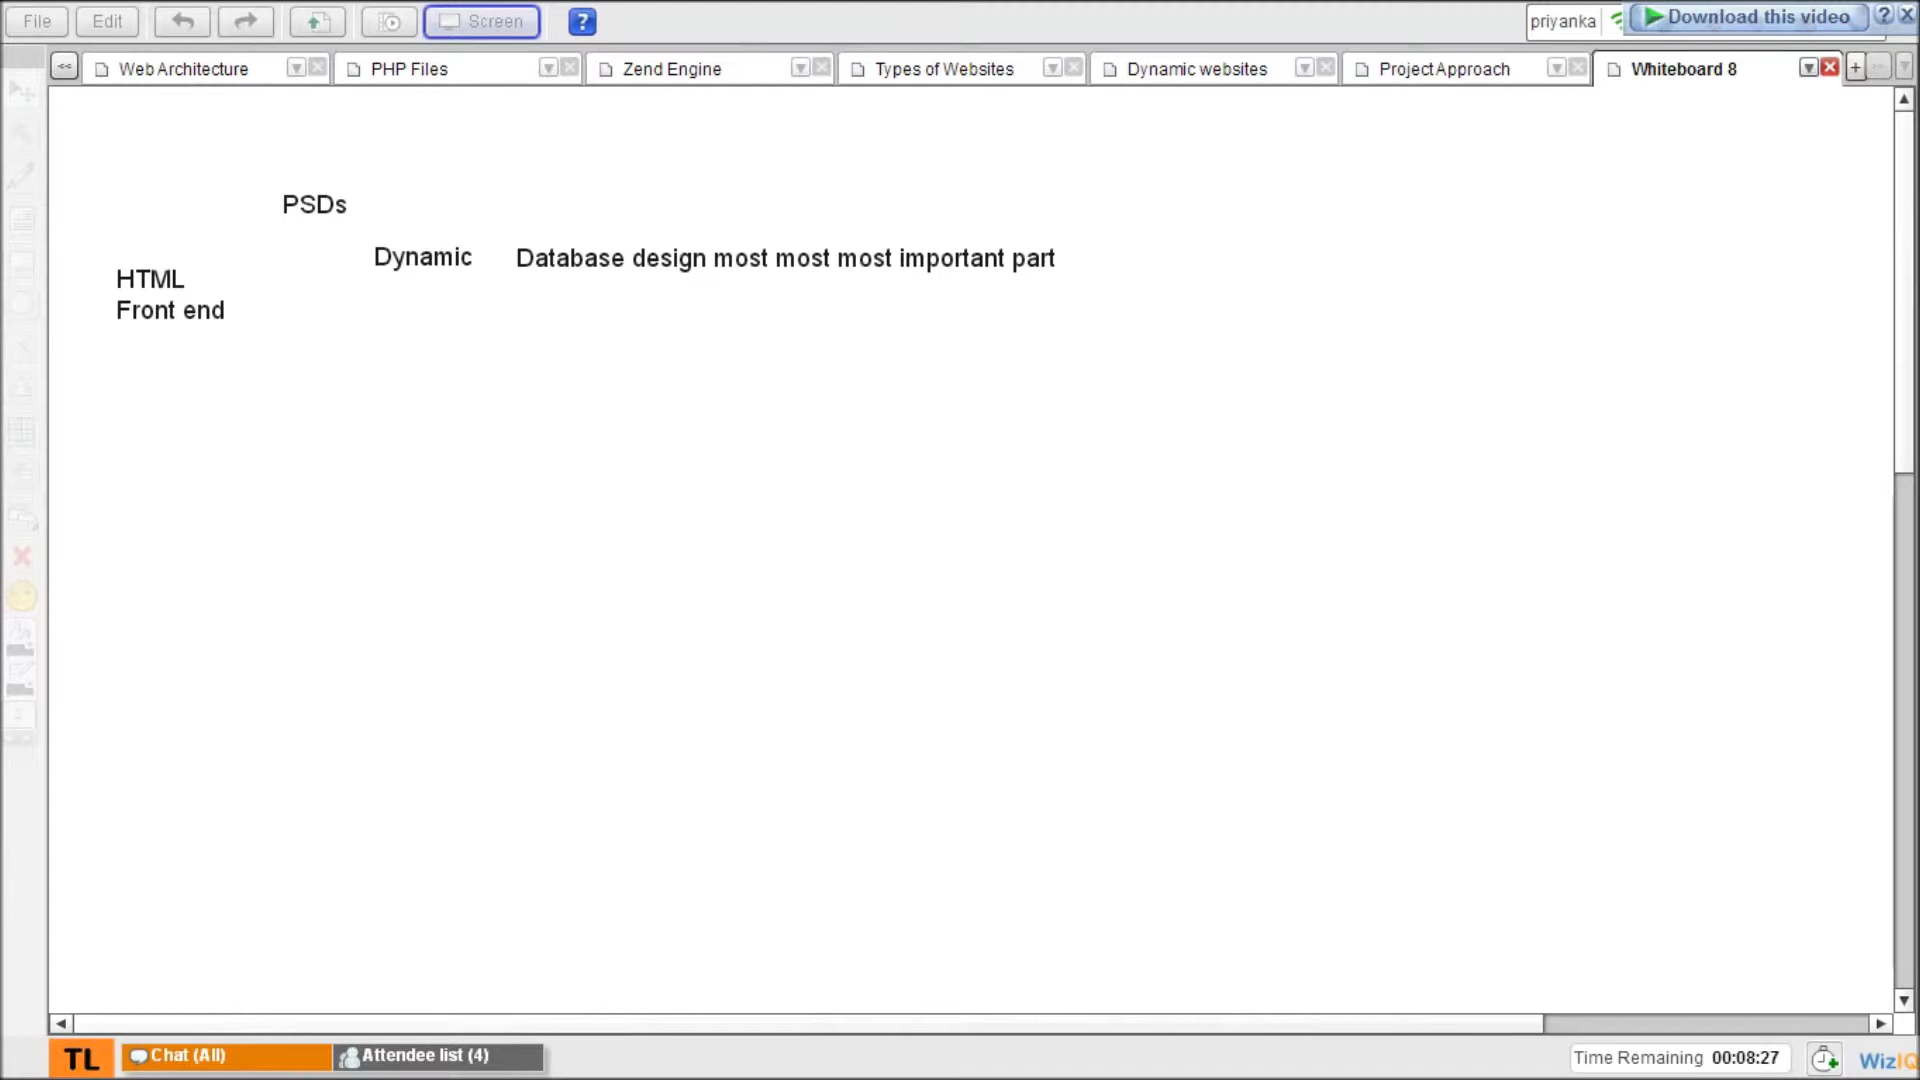 File Edit Screen ? priyanka Download this video ? X
<< Web Architecture PHP Files Zend Engine Types of Websites Dynamic websites Project Approach Whiteboard 8 +
PSDs
Dynamic Database design most most most important part
HTML
Front end
TL Chat (All) Attendee list (4) Time Remaining 00:08:27 WizIQ